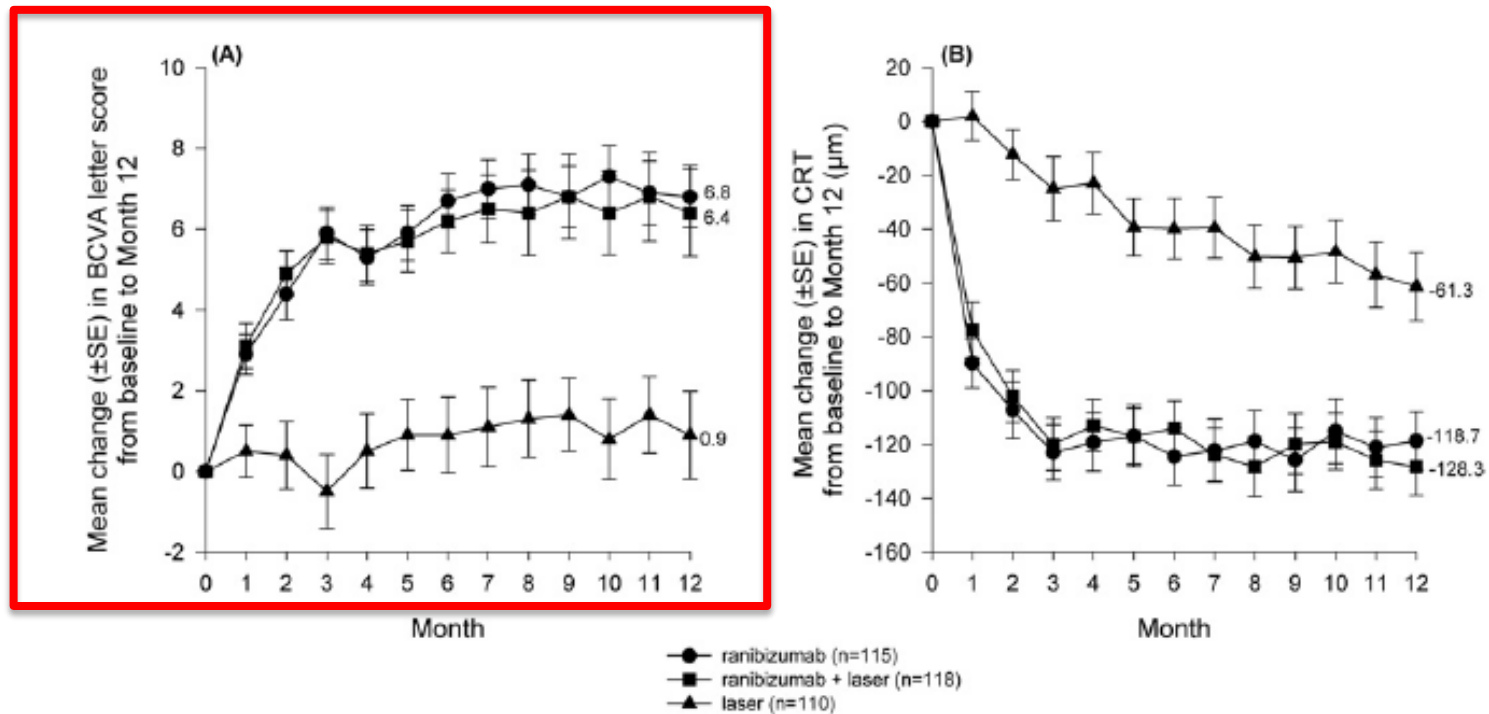 (A)
Mean change (±SE) in BCVA letter score
from baseline to Month 12
10
8
6
4
2
0
-2
6.8
6.4
0.9
0 1 2 3 4 5 6 7 8 9 10 11 12
Month
(B)
Mean change (±SE) in CRT
from baseline to Month 12 (µm)
20
0
-20
-40
-60
-80
-100
-120
-140
-160
-61.3
-118.7
-128.3
0 1 2 3 4 5 6 7 8 9 10 11 12
Month
ranibizumab (n=115)
ranibizumab + laser (n=118)
laser (n=110)